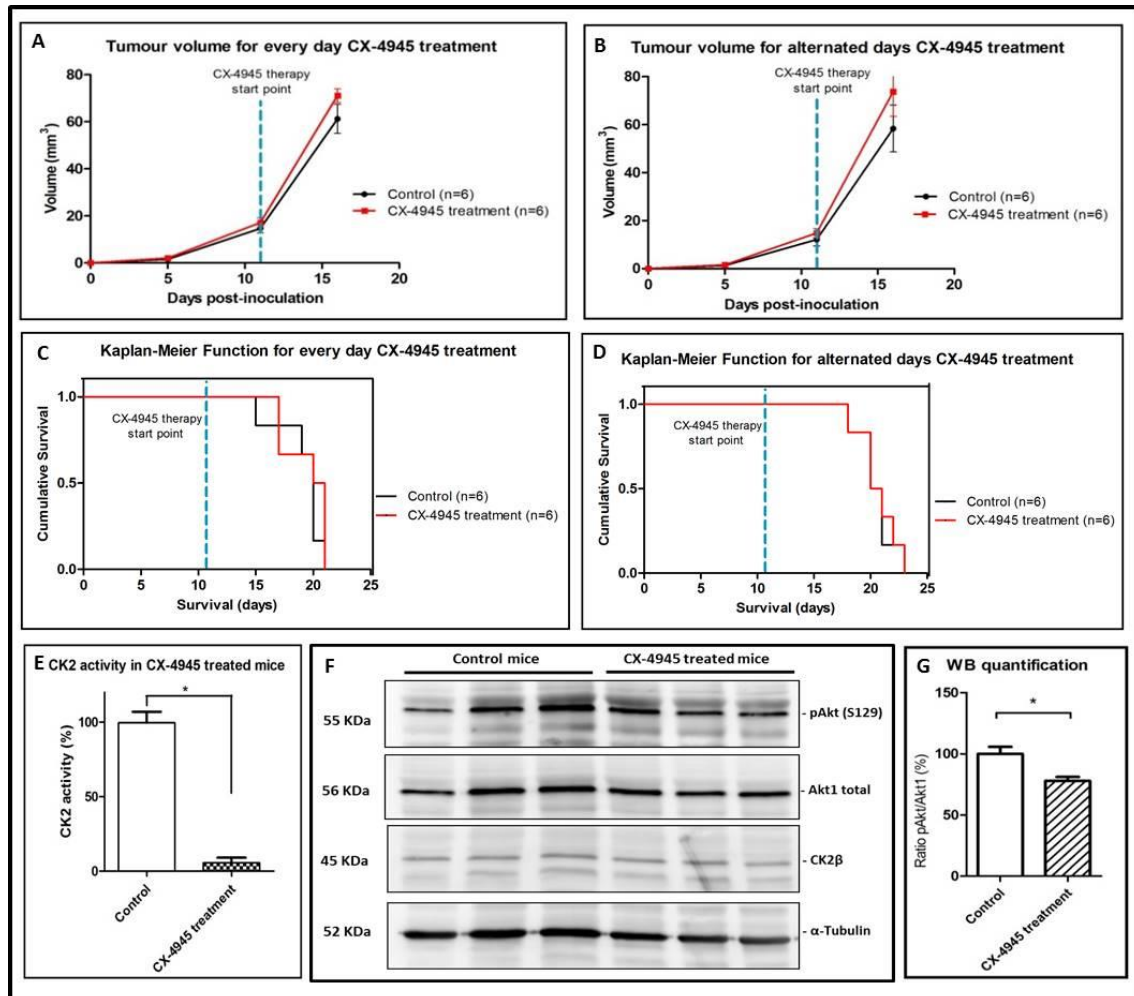 A
Tumour volume for every day CX-4945 treatment
CX-4945 therapy
start point
Volume (mm³)
80
60
40
20
0
0 5 10 15 20
Days post-inoculation
Control (n=6)
CX-4945 treatment (n=6)
B
Tumour volume for alternated days CX-4945 treatment
CX-4945 therapy
start point
Volume (mm³)
80
60
40
20
0
0 5 10 15 20
Days post-inoculation
Control (n=6)
CX-4945 treatment (n=6)
C
Kaplan-Meier Function for every day CX-4945 treatment
CX-4945 therapy
start point
Cumulative Survival
1.0
0.5
0.0
0 5 10 15 20 25
Survival (days)
Control (n=6)
CX-4945 treatment (n=6)
D
Kaplan-Meier Function for alternated days CX-4945 treatment
CX-4945 therapy
start point
Cumulative Survival
1.0
0.5
0.0
0 5 10 15 20 25
Survival (days)
Control (n=6)
CX-4945 treatment (n=6)
E
CK2 activity in CX-4945 treated mice
*
CK2 activity (%)
100
50
0
Control
CX-4945 treatment
F
Control mice
CX-4945 treated mice
55 KDa
- pAkt (S129)
56 KDa
- Akt1 total
45 KDa
- CK2β
52 KDa
- α-Tubulin
G
WB quantification
*
Ratio pAkt/Akt1 (%)
150
100
50
0
Control
CX-4945 treatment